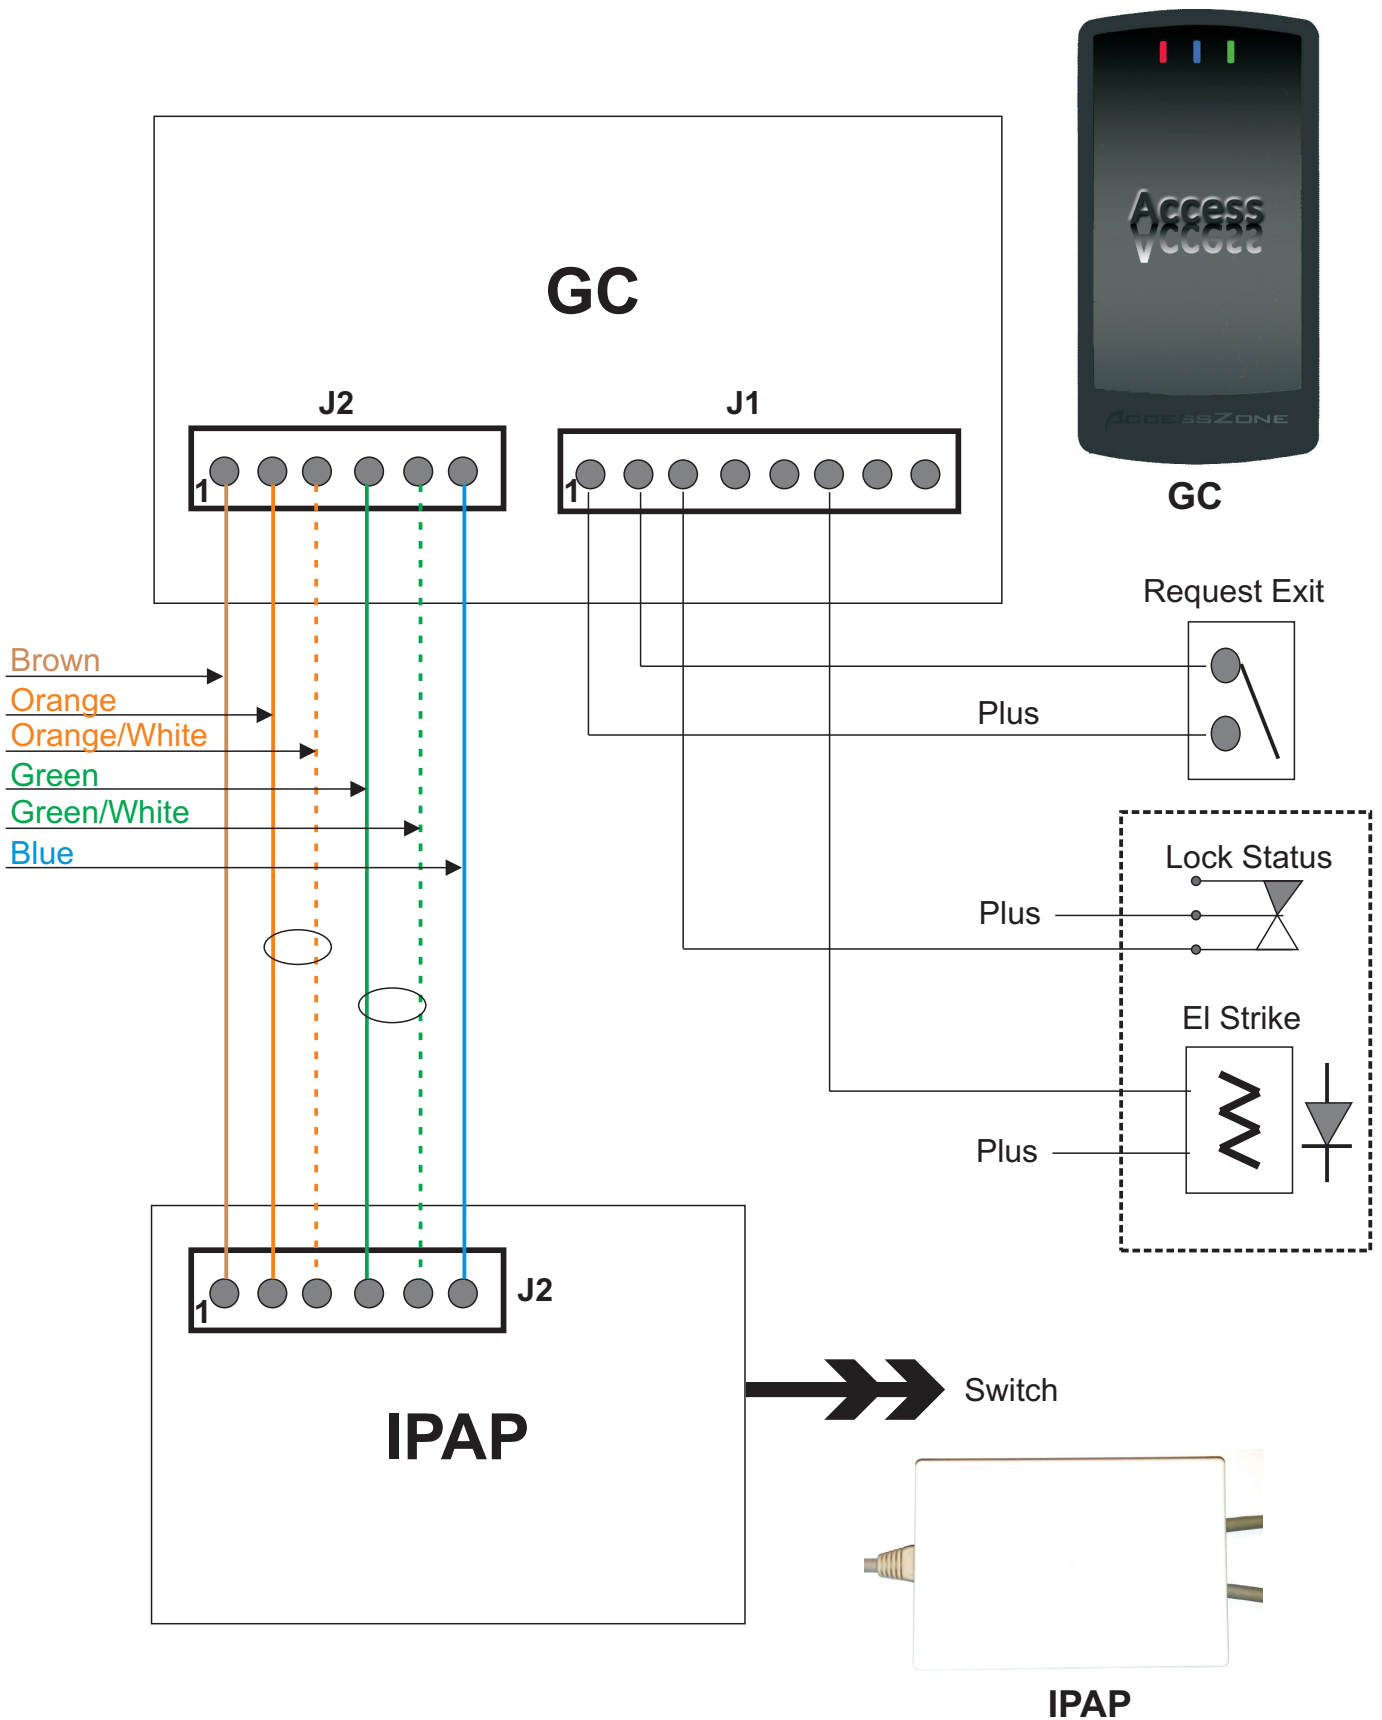 Access
ACCESSZONE
GC
GC
J2
J1
1
1
Request Exit
Brown
Orange
Orange/White
Green
Green/White
Blue
Plus
Lock Status
Plus
El Strike
Plus
J2
1
IPAP
Switch
IPAP